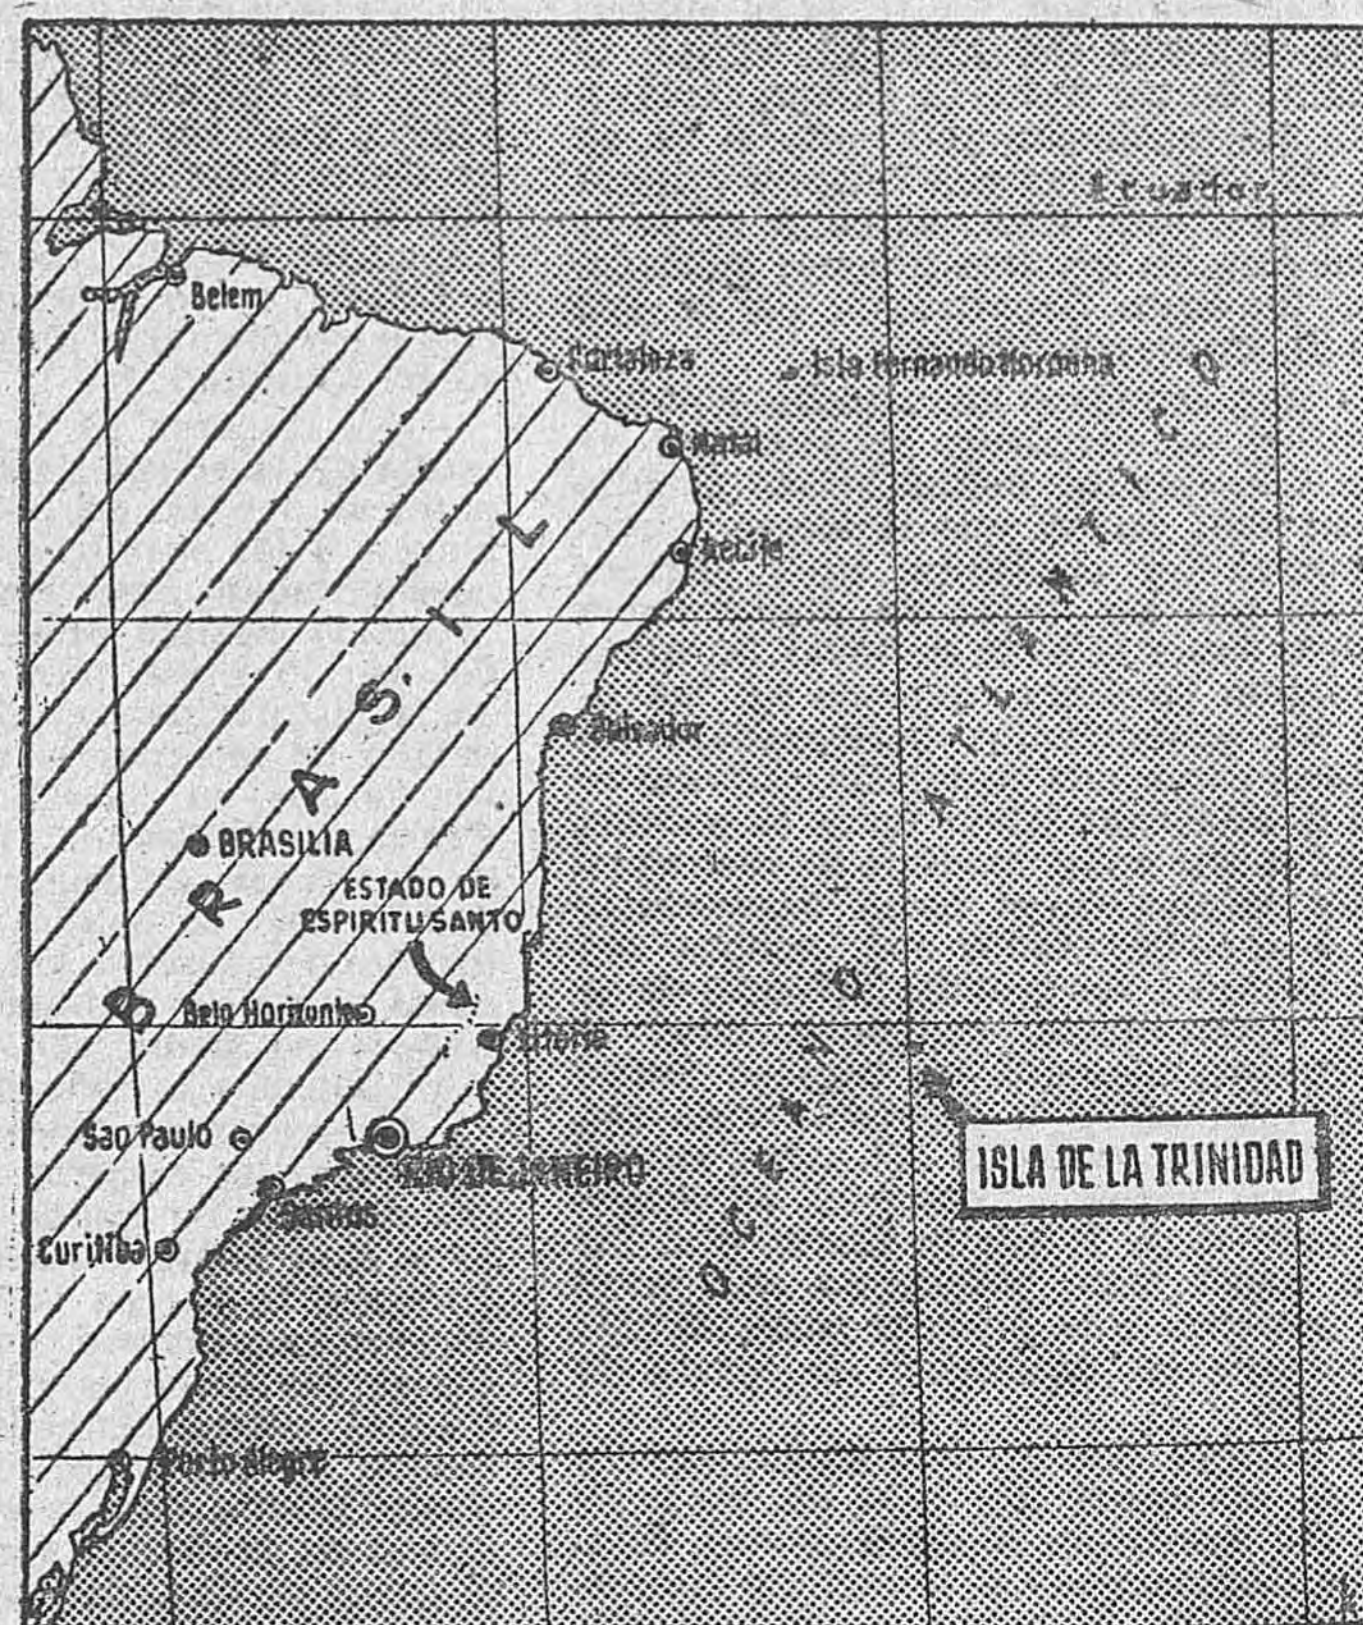 Ecuador
Belem
Fortaleza
Isla Fernando Noronha
Natal
Recife
BRASIL
Salvador
OCEANO ATLANTICO
BRASILIA
ESTADO DE
ESPIRITU SANTO
Belo Horizonte
Vitoria
Sao Paulo
RIO DE JANEIRO
ISLA DE LA TRINIDAD
Santos
Curitiba
Porto Alegre